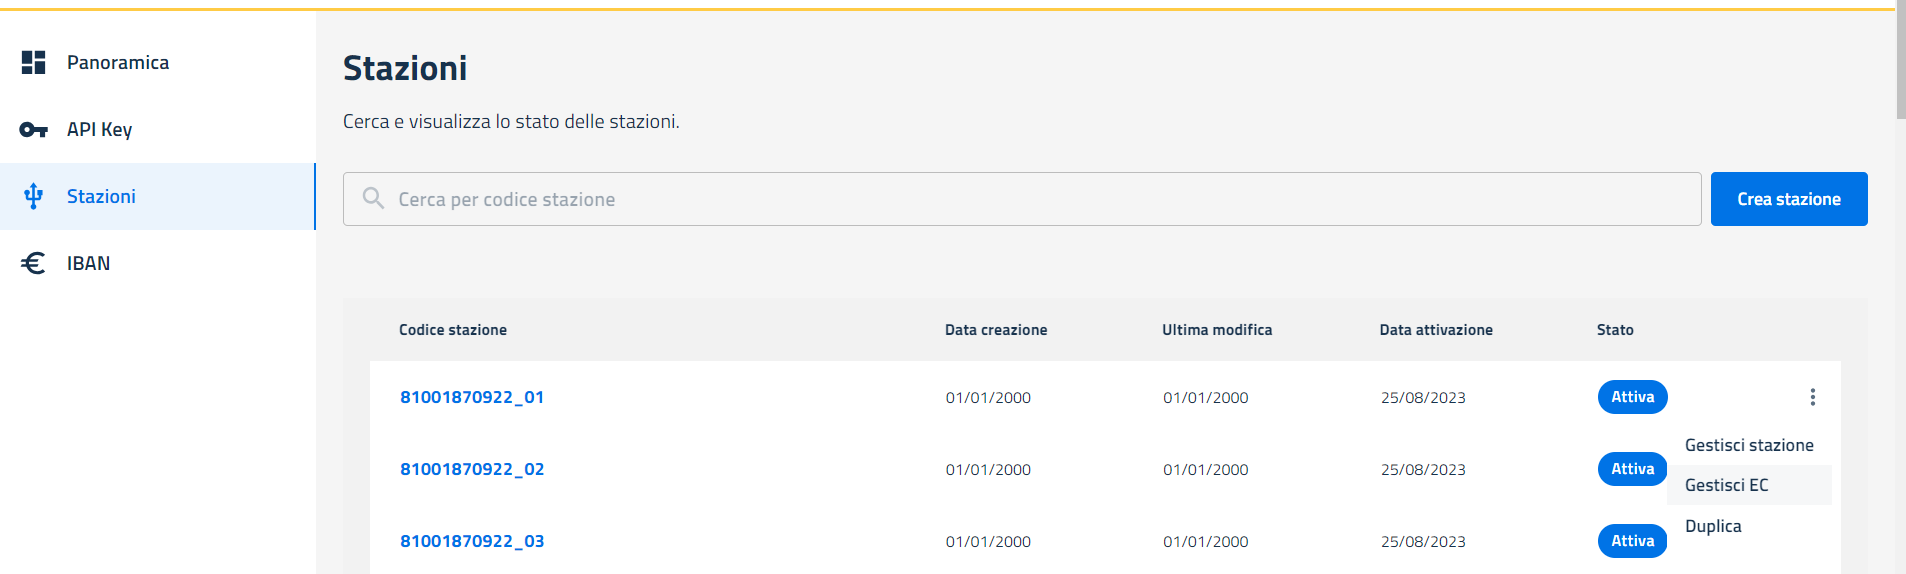 Panoramica
API Key
Stazioni
IBAN
Stazioni
Cerca e visualizza lo stato delle stazioni.
Cerca per codice stazione
Crea stazione
Codice stazione Data creazione Ultima modifica Data attivazione Stato
81001870922_01 01/01/2000 01/01/2000 25/08/2023 Attiva
Gestisci stazione
81001870922_02 01/01/2000 01/01/2000 25/08/2023 Attiva
Gestisci EC
Duplica
81001870922_03 01/01/2000 01/01/2000 25/08/2023 Attiva